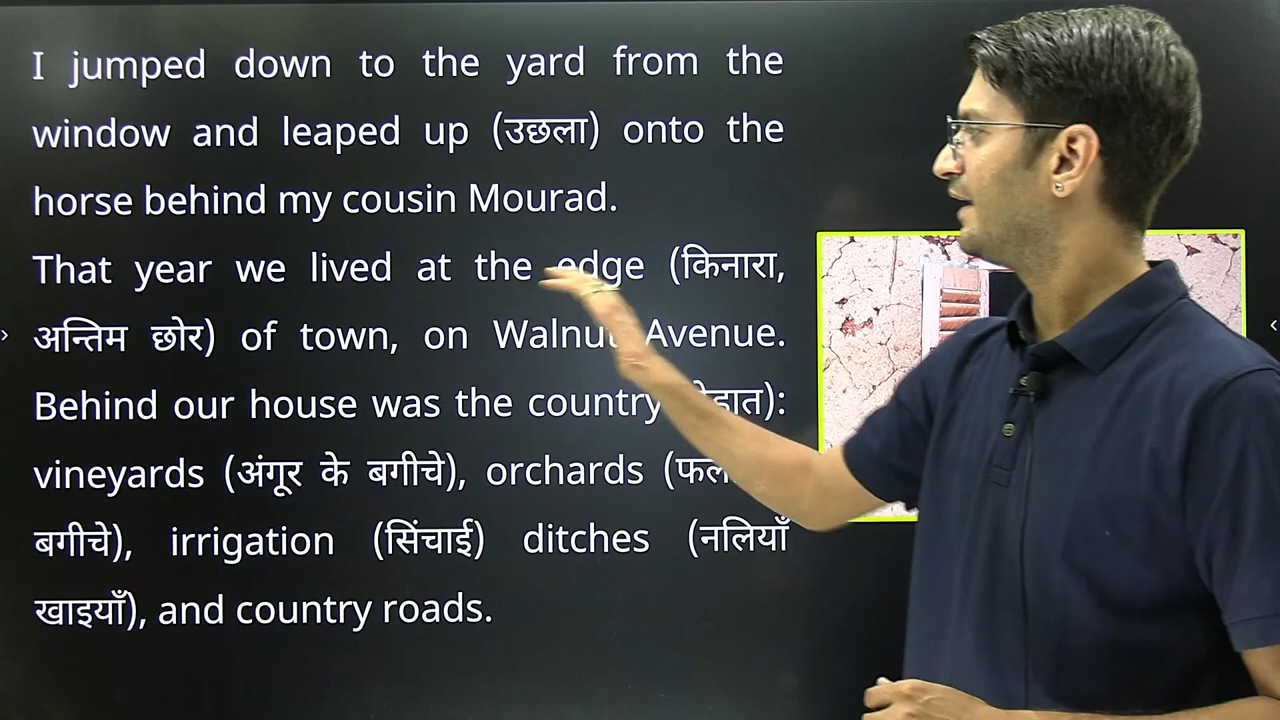 I jumped down to the yard from the
window and leaped up (उछला) onto the
horse behind my cousin Mourad.
That year we lived at the edge (किनारा,
अन्तिम छोर) of town, on Walnut Avenue.
Behind our house was the country
vineyards (अंगूर के बगीचे), orchards
बगीचे), irrigation (सिंचाई) ditches (नलियाँ
खाइयाँ), and country roads.